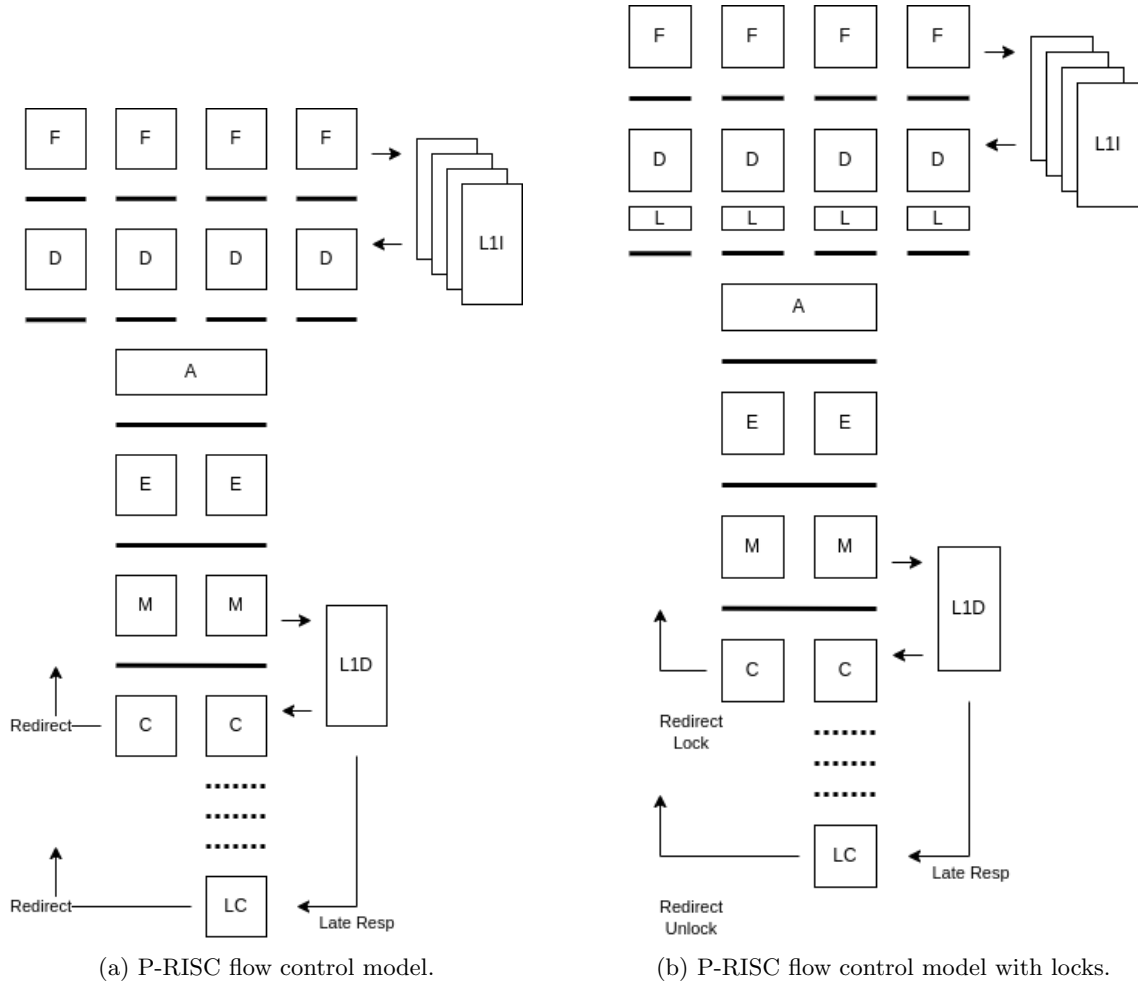 F F F F
D D D D
L1I
A
E E
M M
L1D
Redirect
C C
Redirect
LC
Late Resp
(a) P-RISC flow control model.
F F F F
D D D D
L1I
L L L L
A
E E
M M
L1D
C C
Redirect
Lock
LC
Late Resp
Redirect
Unlock
(b) P-RISC flow control model with locks.